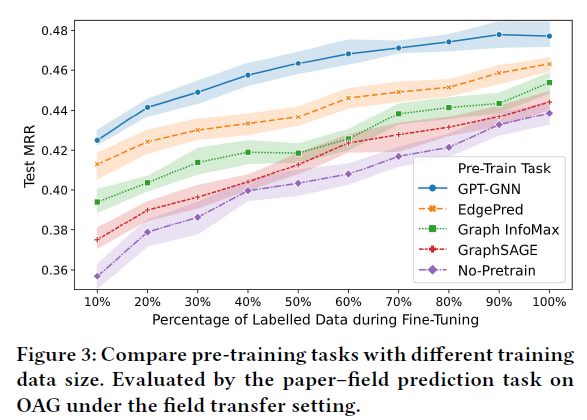 0.48
0.46
0.44
0.42
0.40
0.38
0.36
Test MRR
Pre-Train Task
GPT-GNN
EdgePred
Graph InfoMax
GraphSAGE
No-Pretrain
10% 20% 30% 40% 50% 60% 70% 80% 90% 100%
Percentage of Labelled Data during Fine-Tuning
Figure 3: Compare pre-training tasks with different training
data size. Evaluated by the paper–field prediction task on
OAG under the field transfer setting.